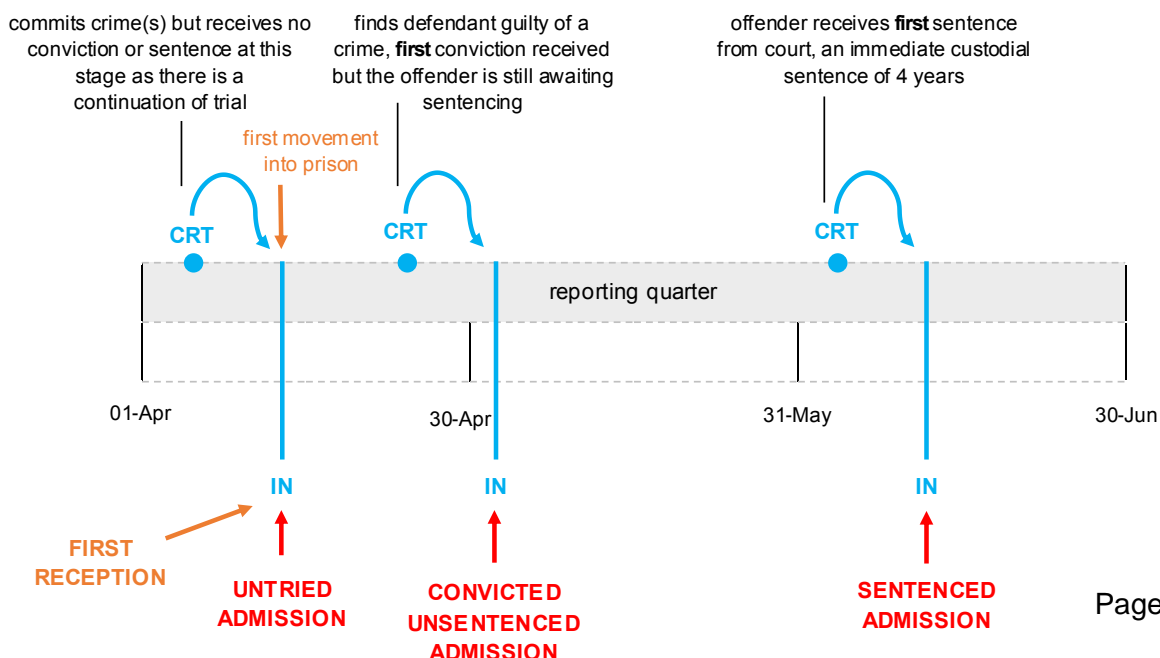 commits crime(s) but receives no
conviction or sentence at this
stage as there is a
continuation of trial
finds defendant guilty of a
crime, first conviction received
but the offender is still awaiting
sentencing
offender receives first sentence
from court, an immediate custodial
sentence of 4 years
first movement
into prison
CRT
CRT
CRT
reporting quarter
01-Apr
30-Apr
31-May
30-Jun
IN
IN
IN
FIRST
RECEPTION
UNTRIED
ADMISSION
CONVICTED
UNSENTENCED
ADMISSION
SENTENCED
ADMISSION
Page